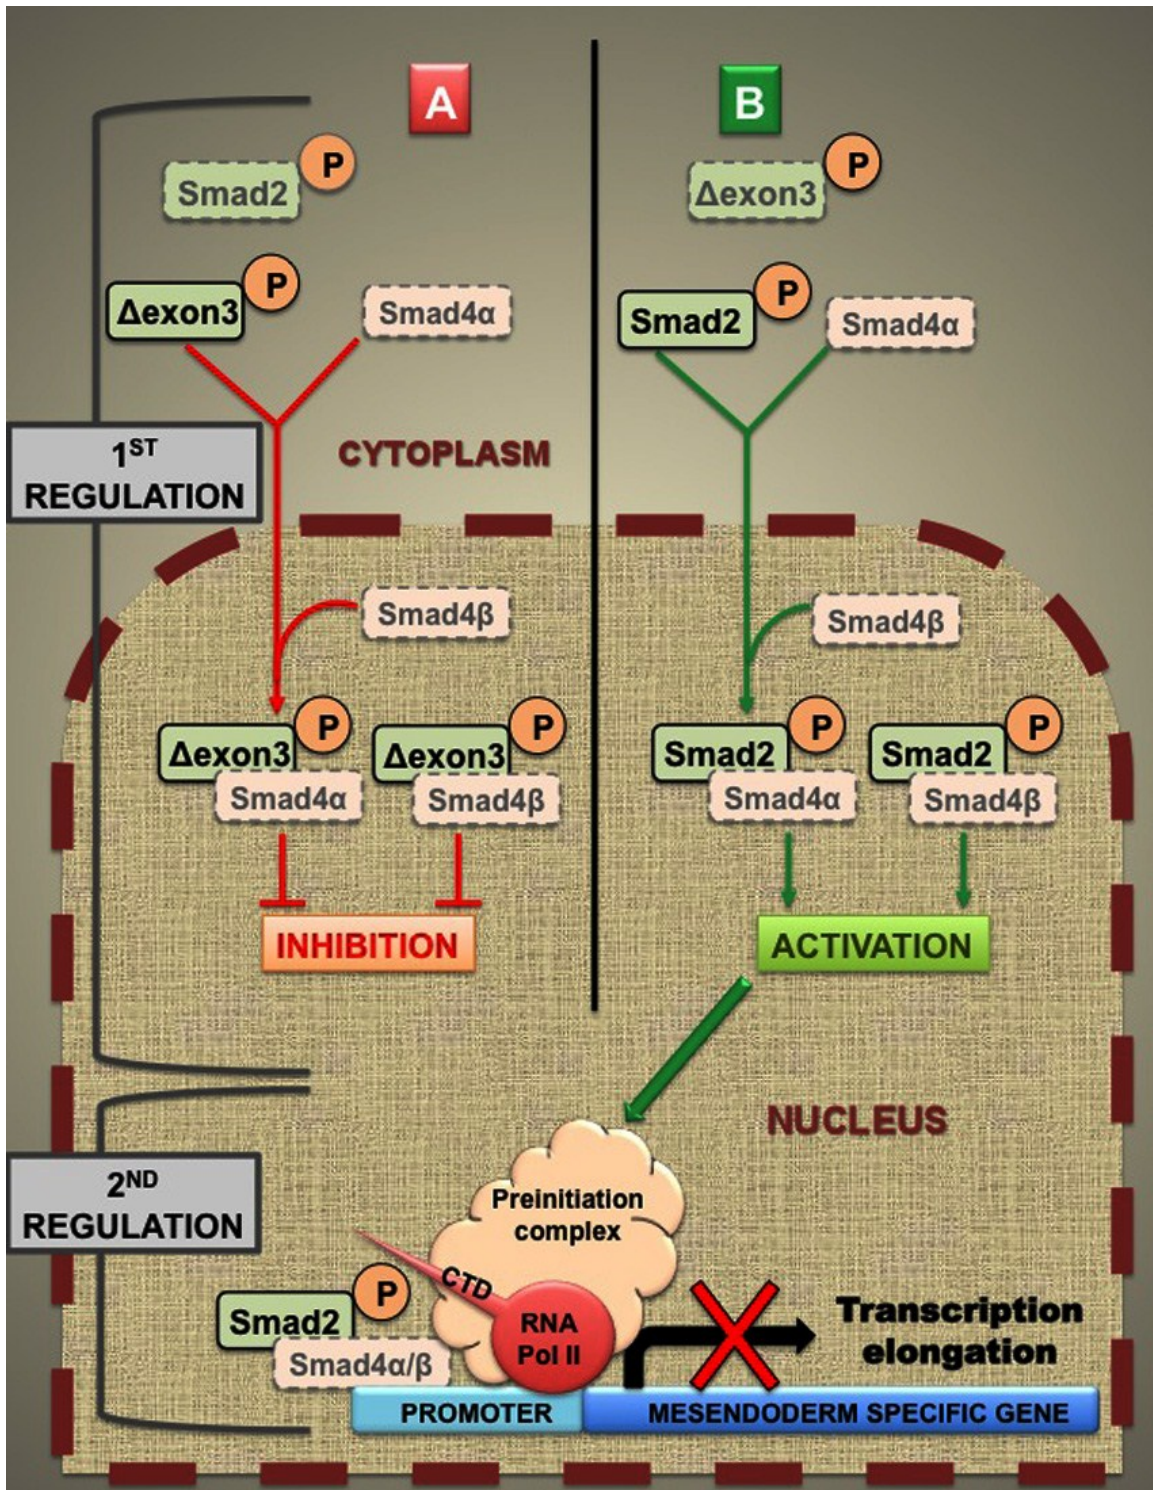 A
B
P
Smad2
P
Δexon3
P
Δexon3
Smad4α
P
Smad2
Smad4α
1ST
REGULATION
CYTOPLASM
Smad4β
Smad4β
P
Δexon3
Smad4α
P
Δexon3
Smad4β
P
Smad2
Smad4α
P
Smad2
Smad4β
INHIBITION
ACTIVATION
NUCLEUS
2ND
REGULATION
Preinitiation
complex
CTD
P
Smad2
Smad4α/β
RNA
Pol II
Transcription
elongation
PROMOTER
MESENDODERM SPECIFIC GENE